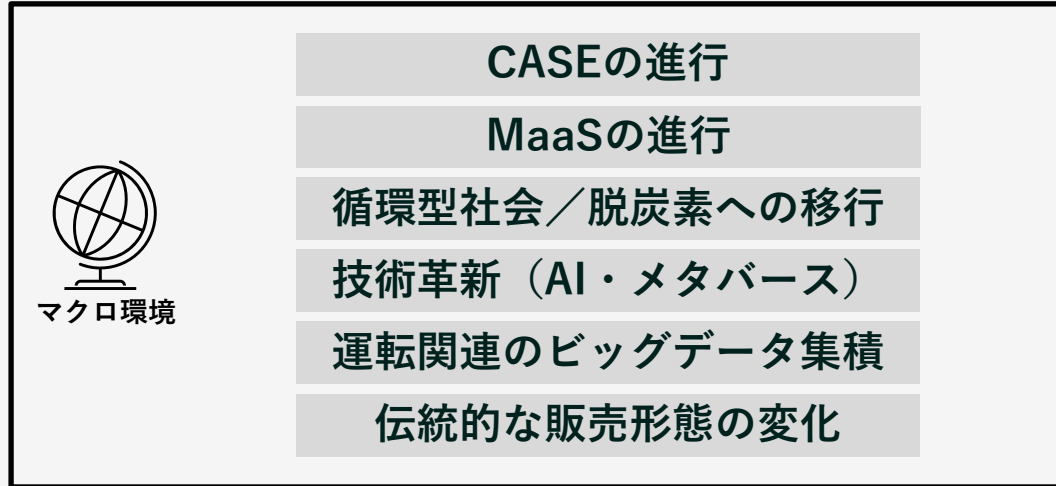 CASEの進行
MaaSの進行
循環型社会／脱炭素への移行
技術革新（AI・メタバース）
マクロ環境
運転関連のビッグデータ集積
伝統的な販売形態の変化